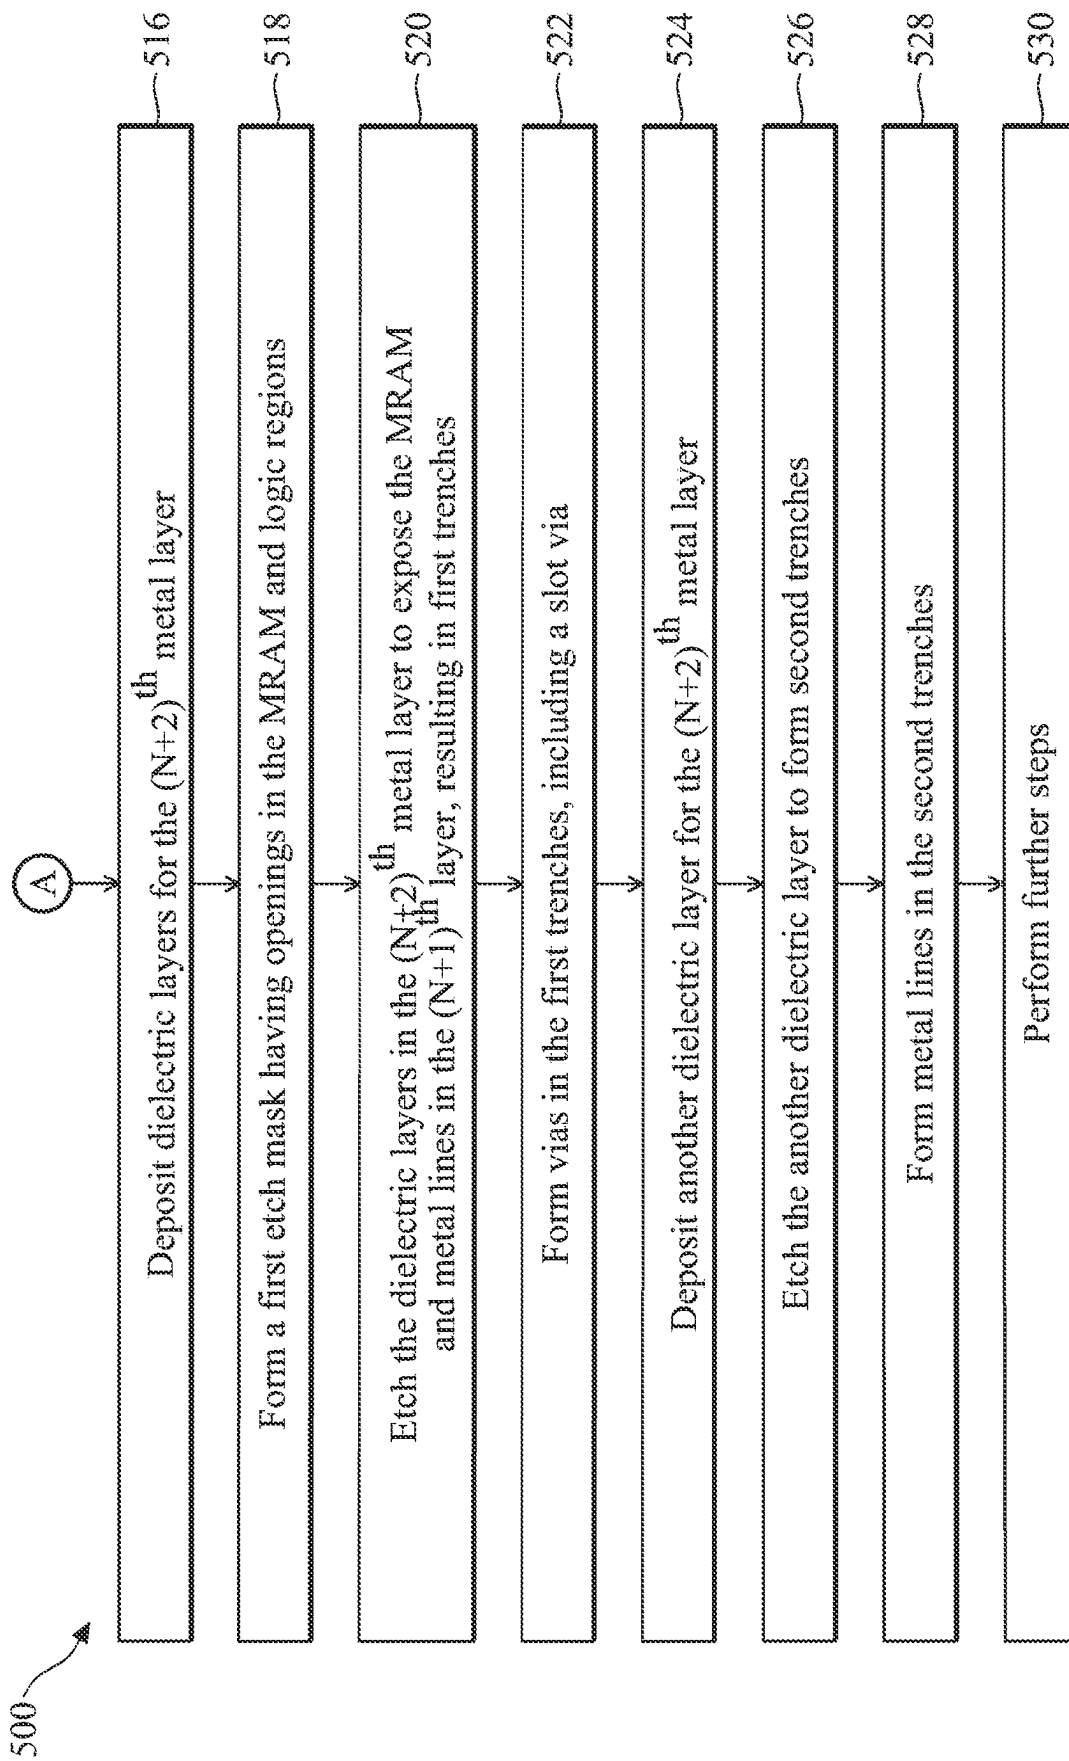 500
A
Deposit dielectric layers for the (N+2)th metal layer
516
Form a first etch mask having openings in the MRAM and logic regions
518
Etch the dielectric layers in the (N+2)th metal layer to expose the MRAM
and metal lines in the (N+1)th layer, resulting in first trenches
520
Form vias in the first trenches, including a slot via
522
Deposit another dielectric layer for the (N+2)th metal layer
524
Etch the another dielectric layer to form second trenches
526
Form metal lines in the second trenches
528
Perform further steps
530